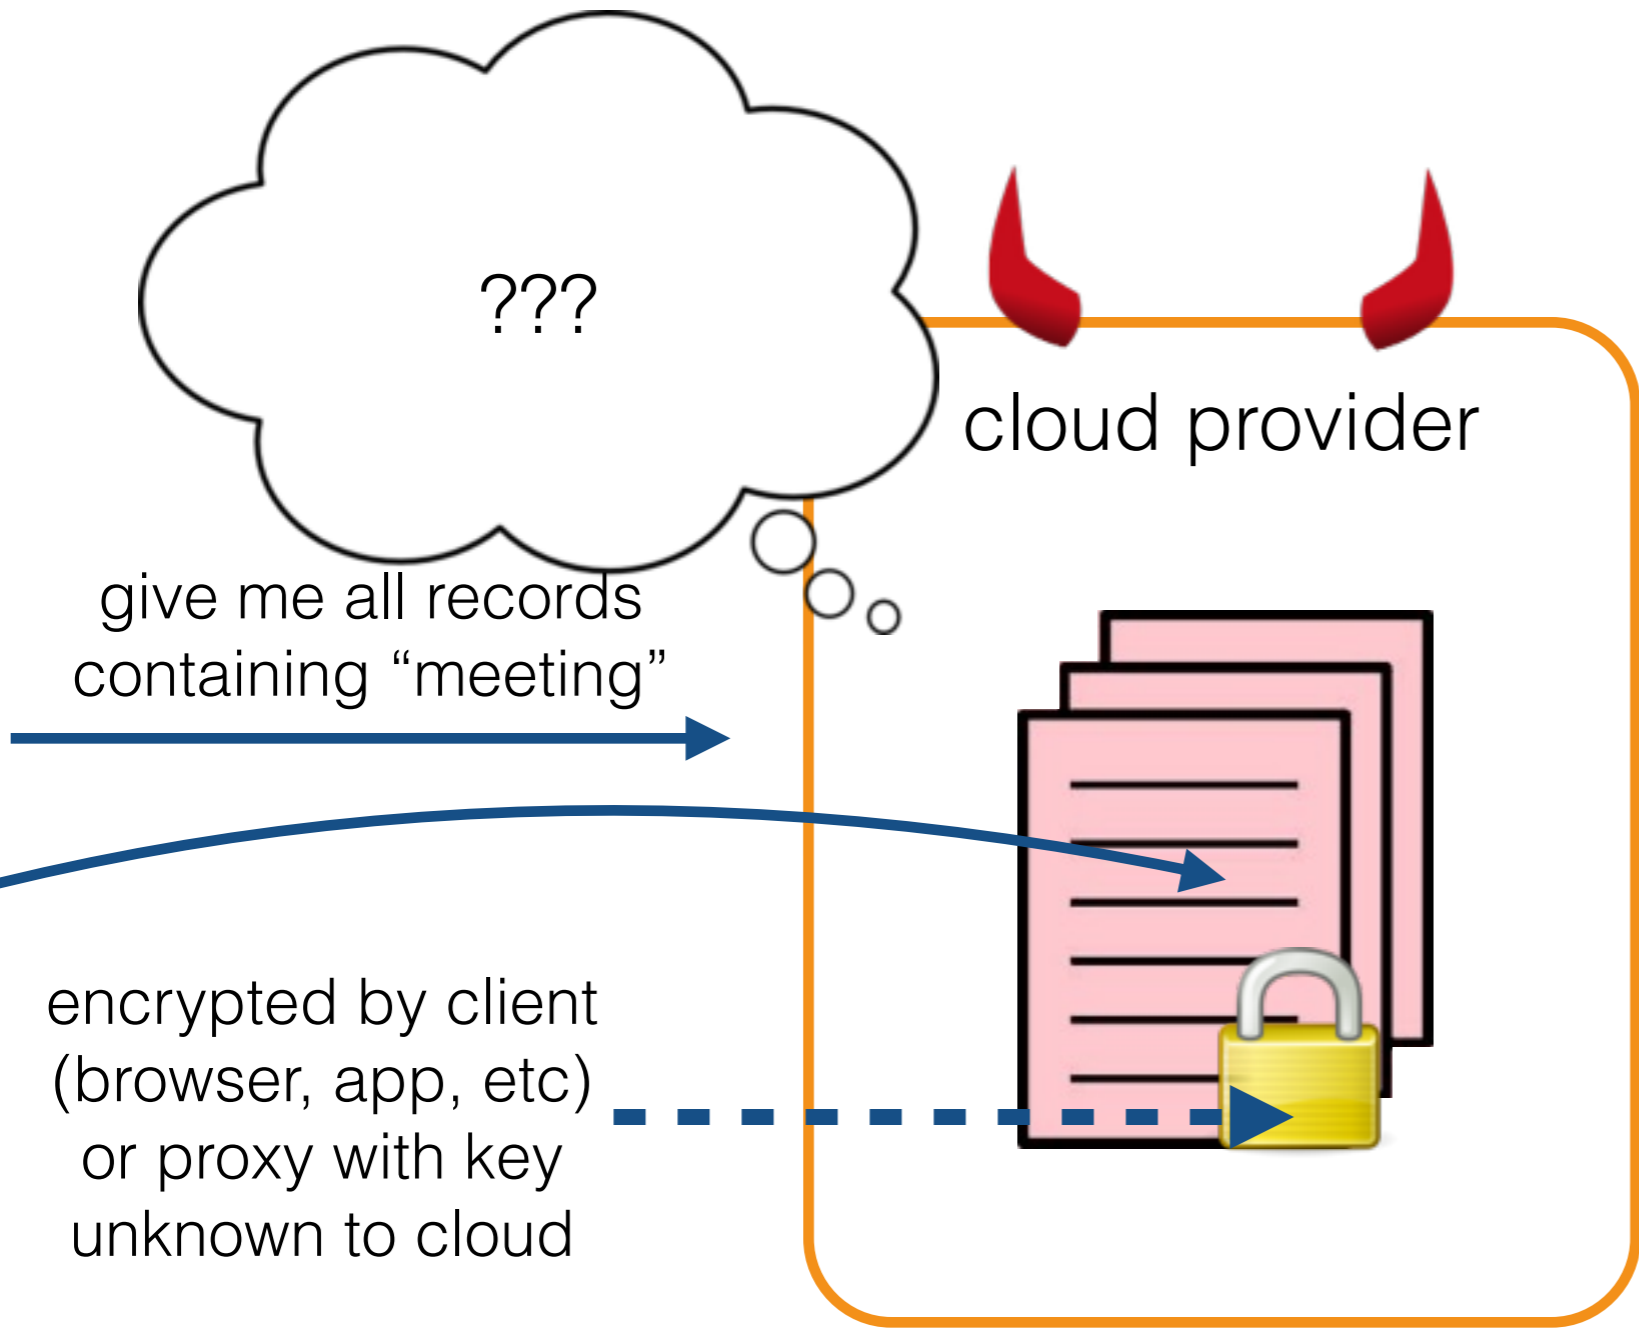 ???
cloud provider
give me all records
containing “meeting”
encrypted by client
(browser, app, etc)
or proxy with key
unknown to cloud